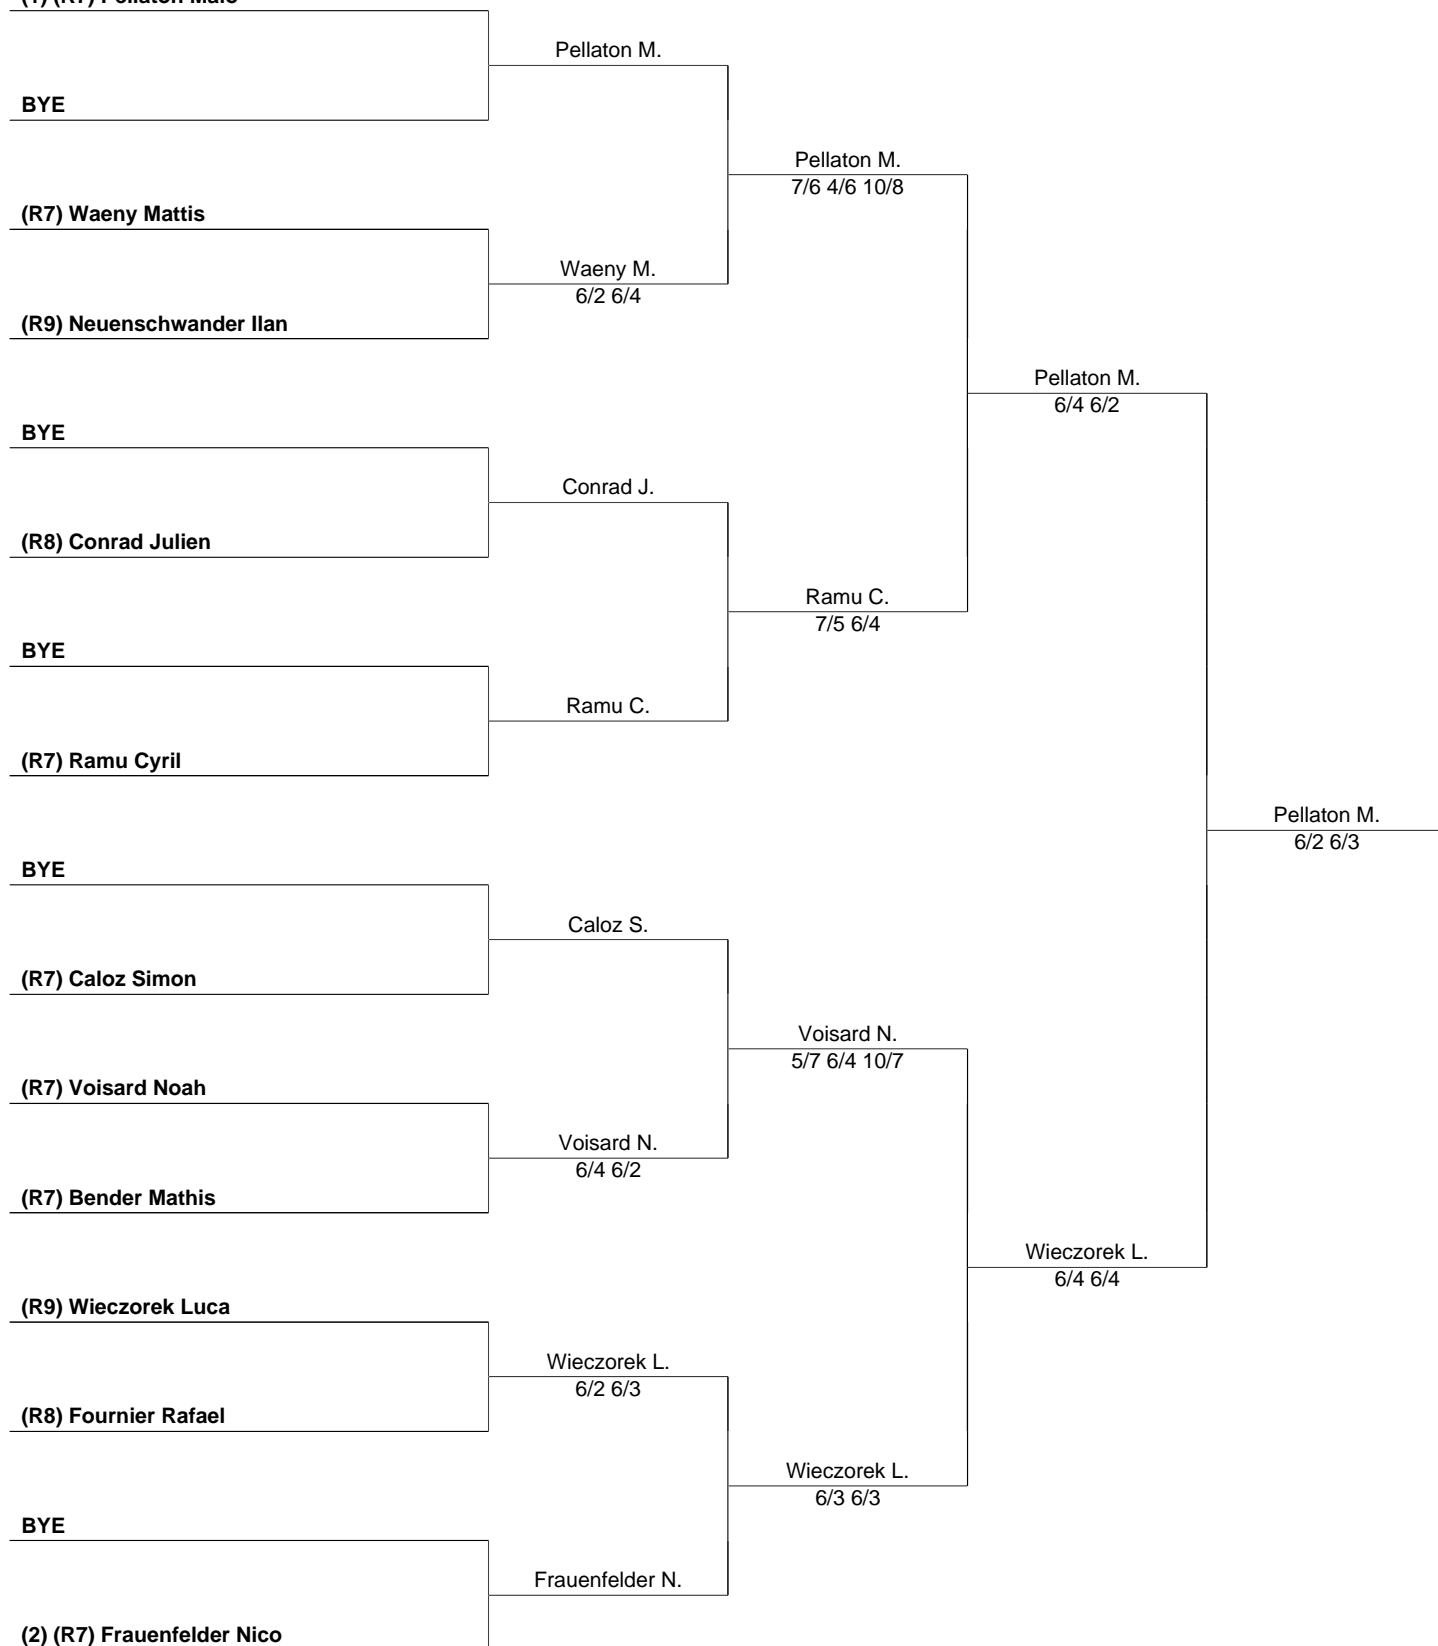 (1) (R7) Pellaton Malo
Pellaton M.
BYE
Pellaton M.
7/6 4/6 10/8
(R7) Waeny Mattis
Waeny M.
6/2 6/4
(R9) Neuenschwander Ilan
Pellaton M.
6/4 6/2
BYE
Conrad J.
(R8) Conrad Julien
Ramu C.
7/5 6/4
BYE
Ramu C.
(R7) Ramu Cyril
Pellaton M.
6/2 6/3
BYE
Caloz S.
(R7) Caloz Simon
Voisard N.
5/7 6/4 10/7
(R7) Voisard Noah
Voisard N.
6/4 6/2
(R7) Bender Mathis
Wieczorek L.
6/4 6/4
(R9) Wieczorek Luca
Wieczorek L.
6/2 6/3
(R8) Fournier Rafael
Wieczorek L.
6/3 6/3
BYE
Frauenfelder N.
(2) (R7) Frauenfelder Nico